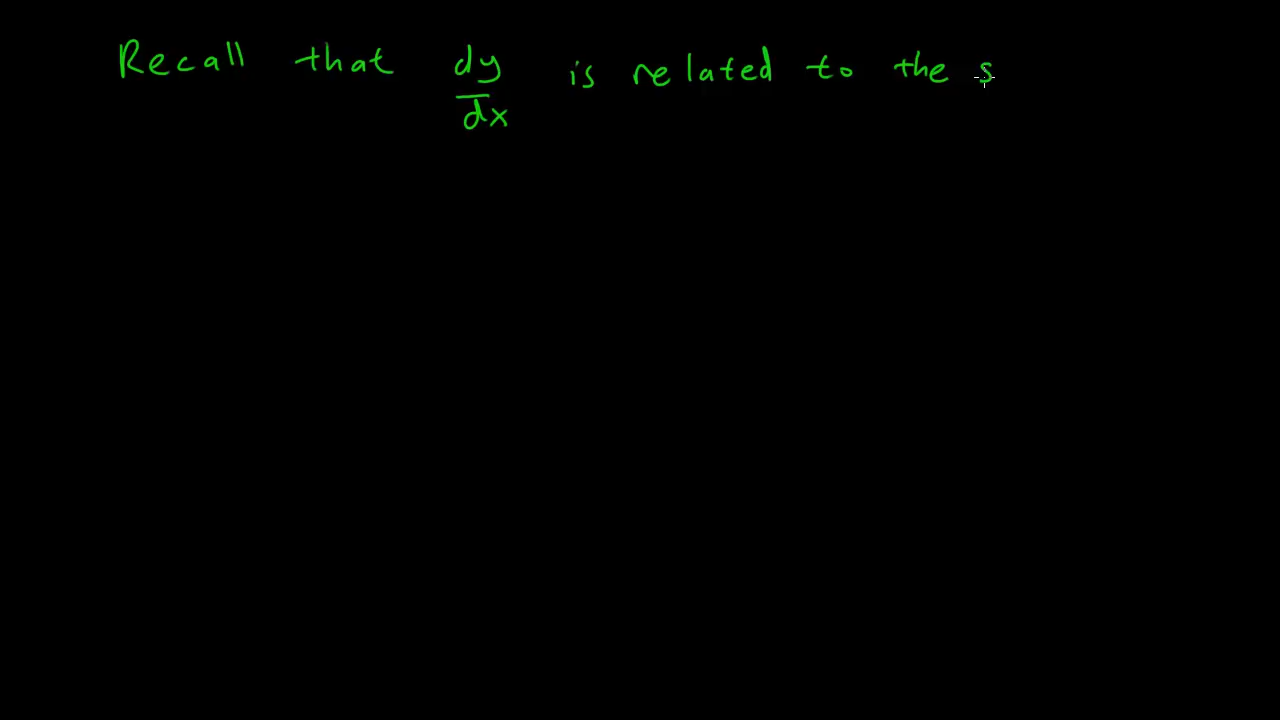 Recall that dy/dx is related to the s